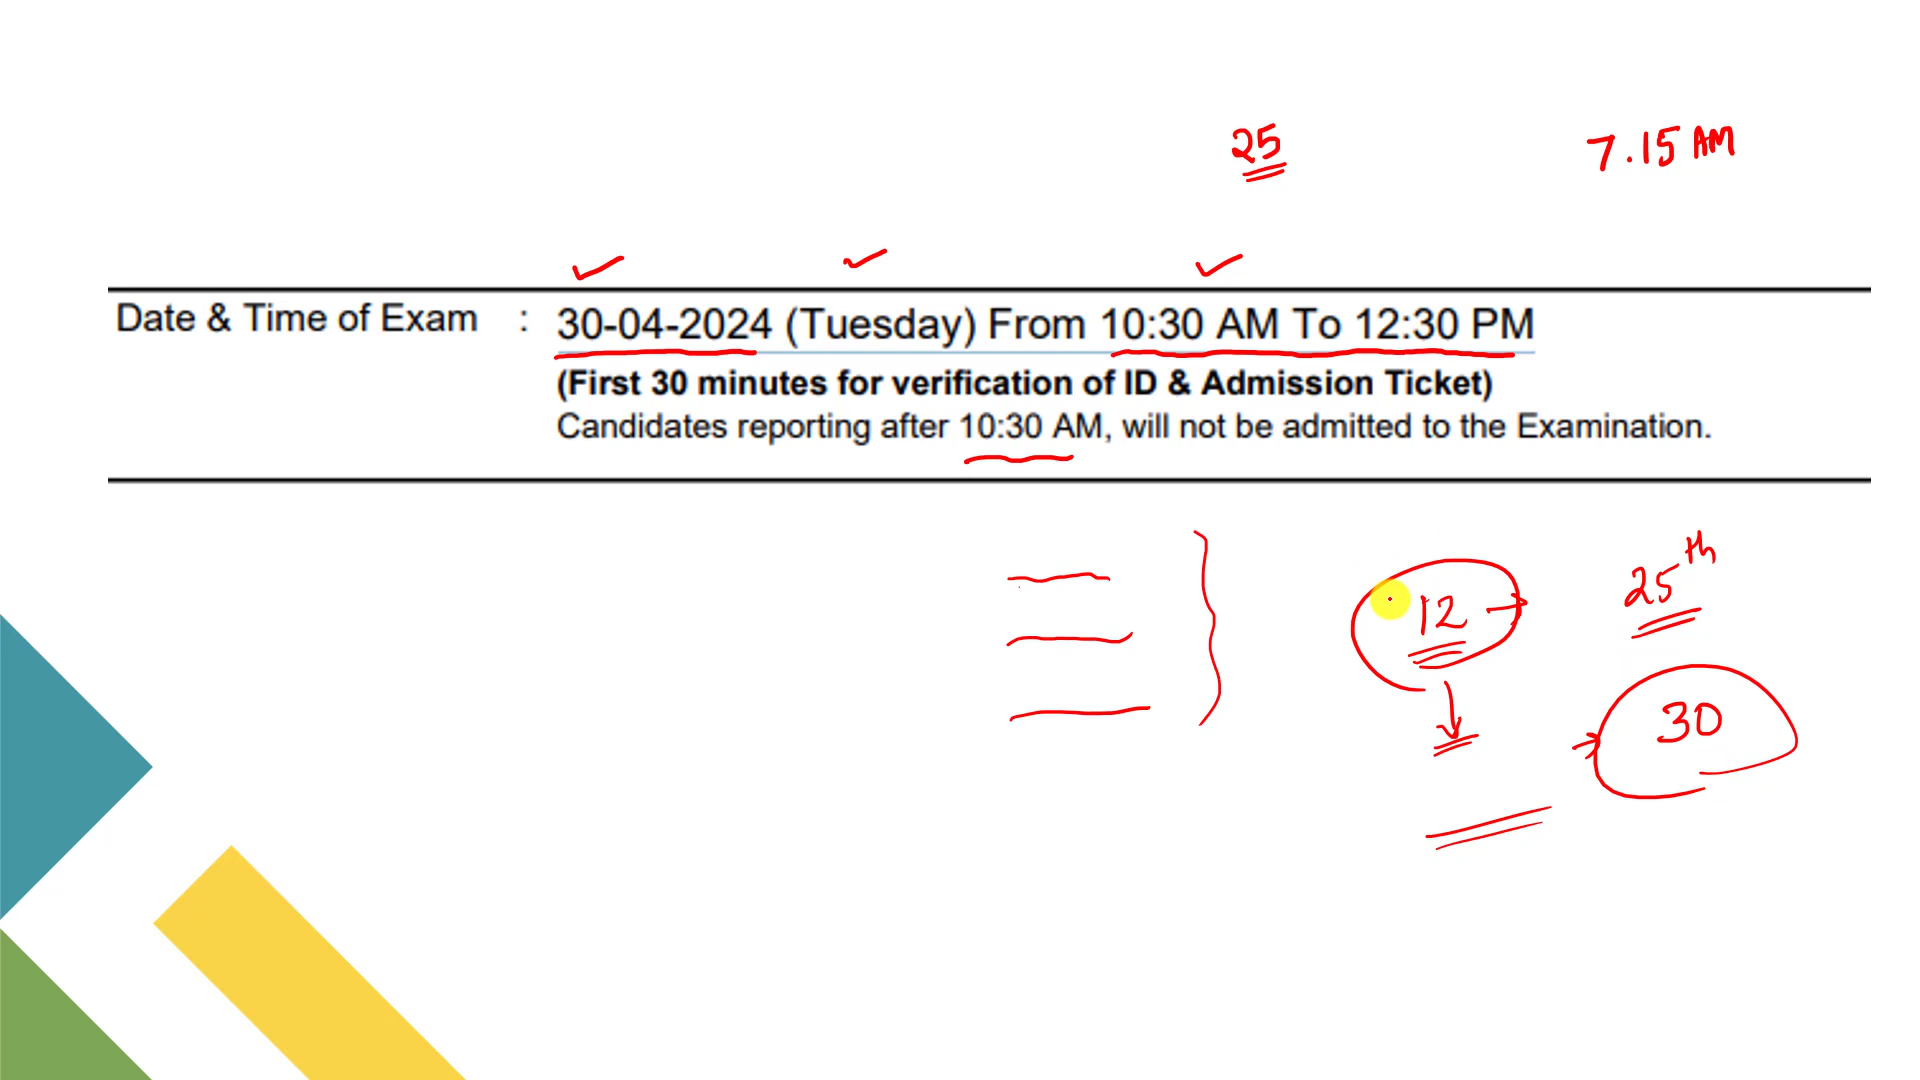 25 7.15 AM
Date & Time of Exam : 30-04-2024 (Tuesday) From 10:30 AM To 12:30 PM
(First 30 minutes for verification of ID & Admission Ticket)
Candidates reporting after 10:30 AM, will not be admitted to the Examination.
12 25th
30